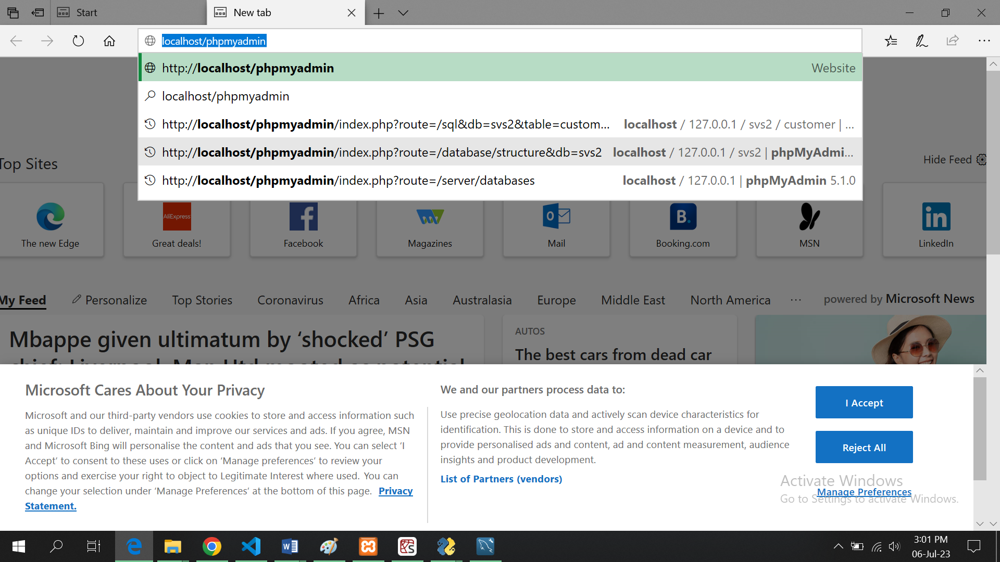 Start
New tab
localhost/phpmyadmin
http://localhost/phpmyadmin Website
localhost/phpmyadmin
http://localhost/phpmyadmin/index.php?route=/sql&db=svs2&table=custom... localhost / 127.0.0.1 / svs2 / customer | ...
http://localhost/phpmyadmin/index.php?route=/database/structure&db=svs2 localhost / 127.0.0.1 / svs2 | phpMyAdmi...
http://localhost/phpmyadmin/index.php?route=/server/databases localhost / 127.0.0.1 | phpMyAdmin 5.1.0
Top Sites
Hide Feed
AliExpress
B.
in
The new Edge
Great deals!
Facebook
Magazines
Mail
Booking.com
MSN
LinkedIn
My Feed Personalize Top Stories Coronavirus Africa Asia Australasia Europe Middle East North America ... powered by Microsoft News
Mbappe given ultimatum by ‘shocked’ PSG
AUTOS
The best cars from dead car
Microsoft Cares About Your Privacy
Microsoft and our third-party vendors use cookies to store and access information such
as unique IDs to deliver, maintain and improve our services and ads. If you agree, MSN
and Microsoft Bing will personalise the content and ads that you see. You can select ‘I
Accept’ to consent to these uses or click on ‘Manage preferences’ to review your
options and exercise your right to object to Legitimate Interest where used. You can
change your selection under ‘Manage Preferences’ at the bottom of this page. Privacy
Statement.
We and our partners process data to:
Use precise geolocation data and actively scan device characteristics for
identification. This is done to store and access information on a device and to
provide personalised ads and content, ad and content measurement, audience
insights and product development.
List of Partners (vendors)
I Accept
Reject All
Manage Preferences
Activate Windows
Go to Settings to activate Windows.
3:01 PM
06-Jul-23